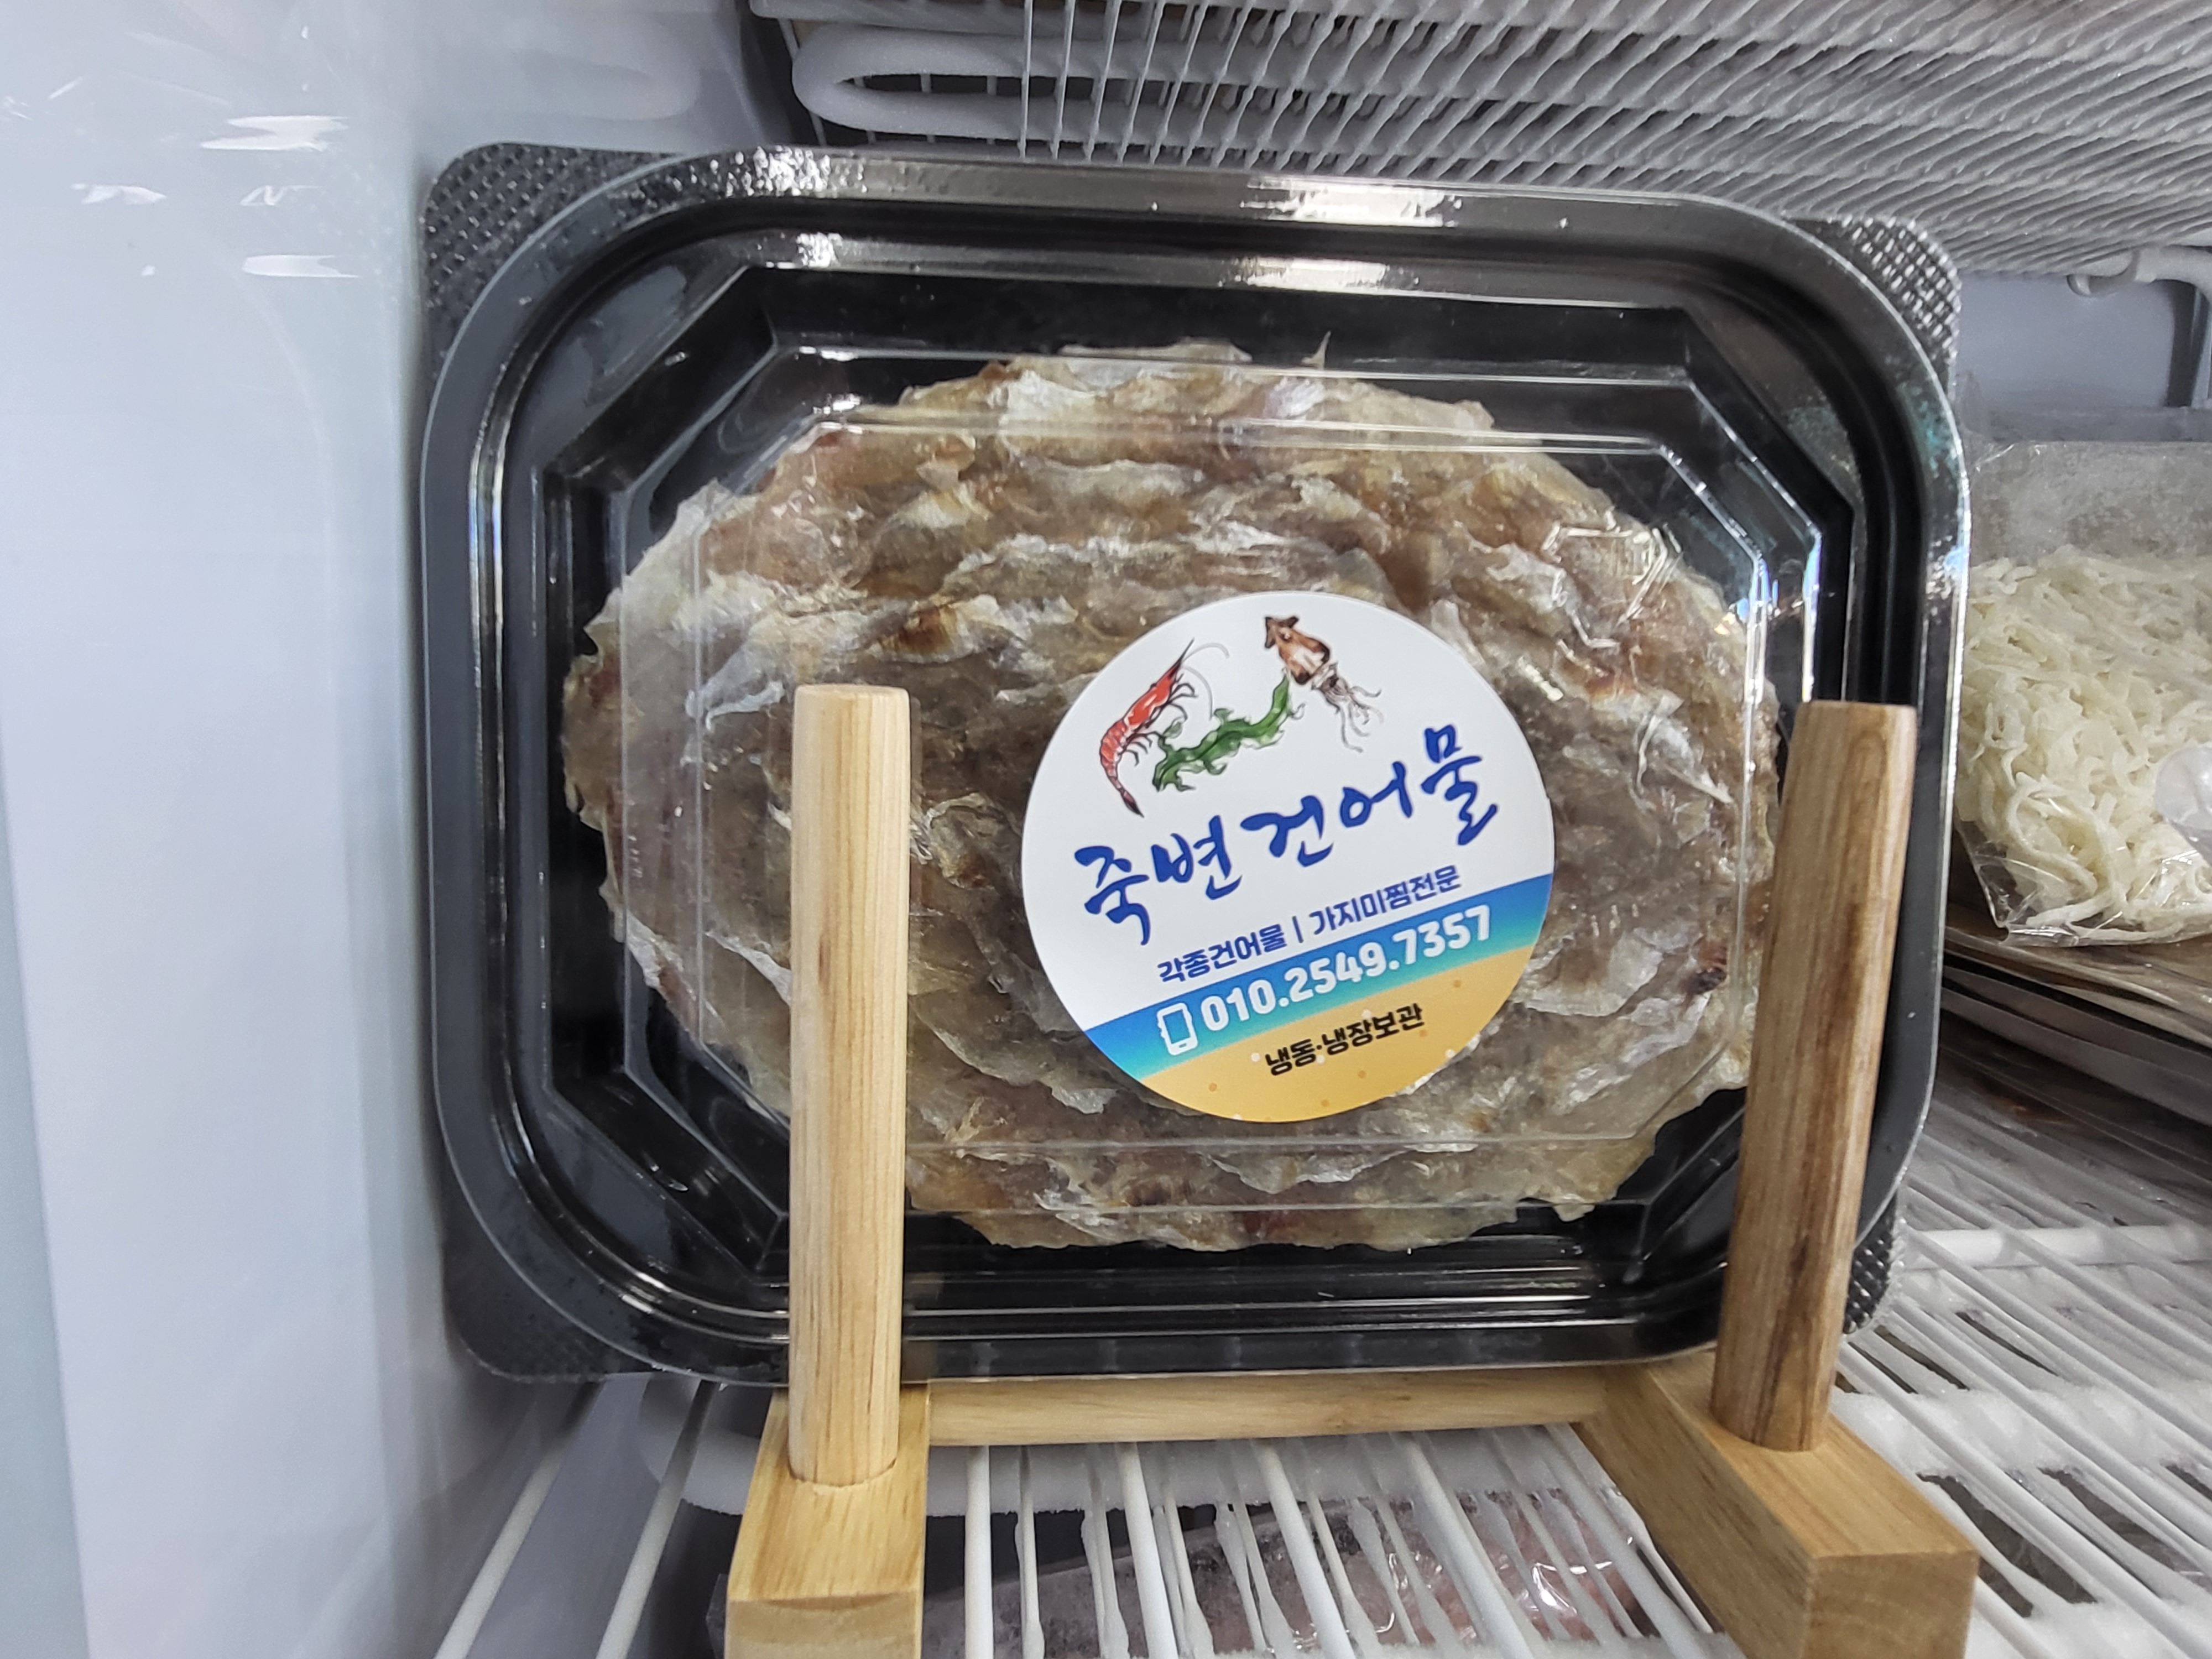 죽변건어물
각종건어물 | 가지미찜전문
010.2549.7357
냉동·냉장보관